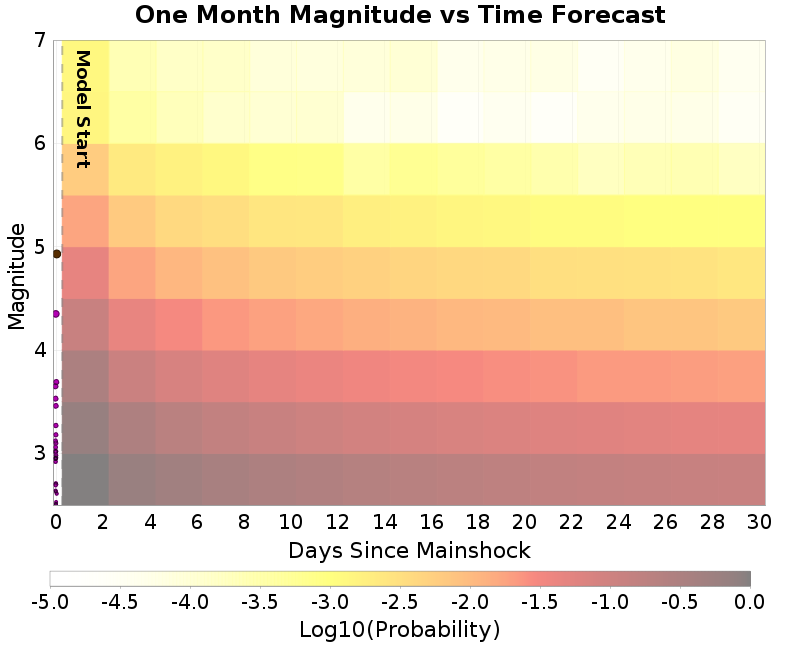 One Month Magnitude vs Time Forecast
7
6
5
4
3
Magnitude
Model Start
0 2 4 6 8 10 12 14 16 18 20 22 24 26 28 30
Days Since Mainshock
-5.0 -4.5 -4.0 -3.5 -3.0 -2.5 -2.0 -1.5 -1.0 -0.5 0.0
Log10(Probability)